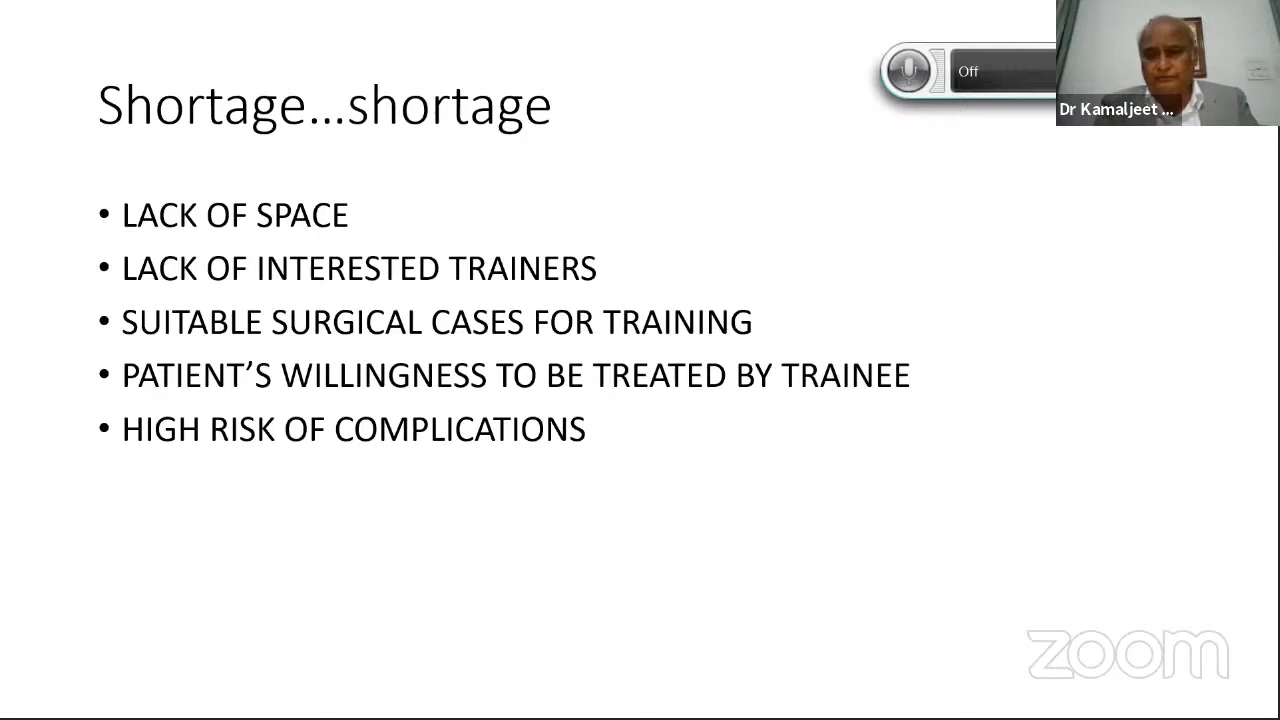 Shortage...shortage
Off
Dr Kamaljeet ...
• LACK OF SPACE
• LACK OF INTERESTED TRAINERS
• SUITABLE SURGICAL CASES FOR TRAINING
• PATIENT’S WILLINGNESS TO BE TREATED BY TRAINEE
• HIGH RISK OF COMPLICATIONS
zoom